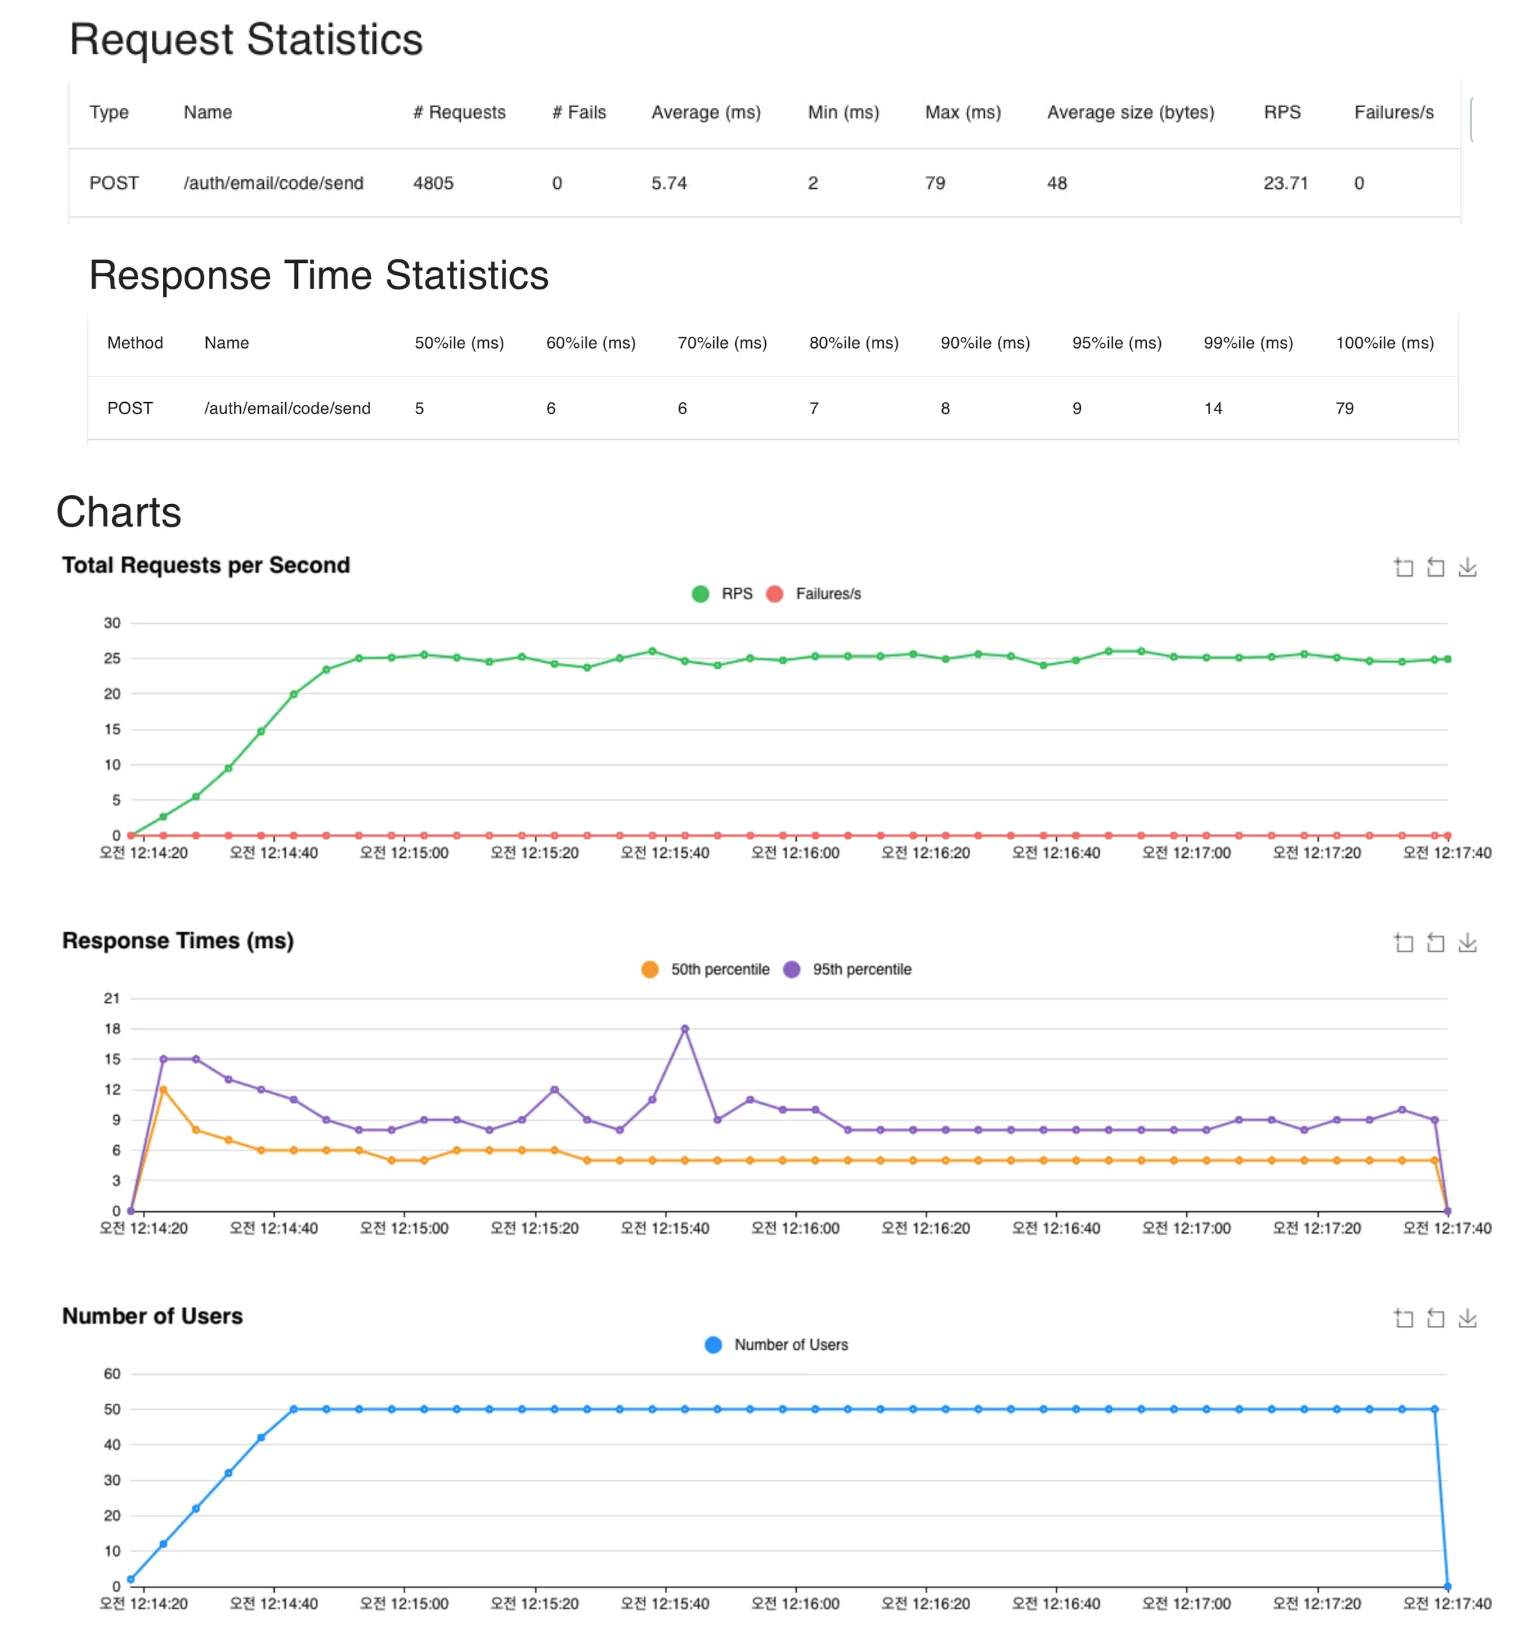 Request Statistics
Type Name # Requests # Fails Average (ms) Min (ms) Max (ms) Average size (bytes) RPS Failures/s
POST /auth/email/code/send 4805 0 5.74 2 79 48 23.71 0
Response Time Statistics
Method Name 50%ile (ms) 60%ile (ms) 70%ile (ms) 80%ile (ms) 90%ile (ms) 95%ile (ms) 99%ile (ms) 100%ile (ms)
POST /auth/email/code/send 5 6 6 7 8 9 14 79
Charts
Total Requests per Second
RPS Failures/s
30
25
20
15
10
5
0
오전 12:14:20 오전 12:14:40 오전 12:15:00 오전 12:15:20 오전 12:15:40 오전 12:16:00 오전 12:16:20 오전 12:16:40 오전 12:17:00 오전 12:17:20 오전 12:17:40
Response Times (ms)
50th percentile 95th percentile
21
18
15
12
9
6
3
0
오전 12:14:20 오전 12:14:40 오전 12:15:00 오전 12:15:20 오전 12:15:40 오전 12:16:00 오전 12:16:20 오전 12:16:40 오전 12:17:00 오전 12:17:20 오전 12:17:40
Number of Users
Number of Users
60
50
40
30
20
10
0
오전 12:14:20 오전 12:14:40 오전 12:15:00 오전 12:15:20 오전 12:15:40 오전 12:16:00 오전 12:16:20 오전 12:16:40 오전 12:17:00 오전 12:17:20 오전 12:17:40